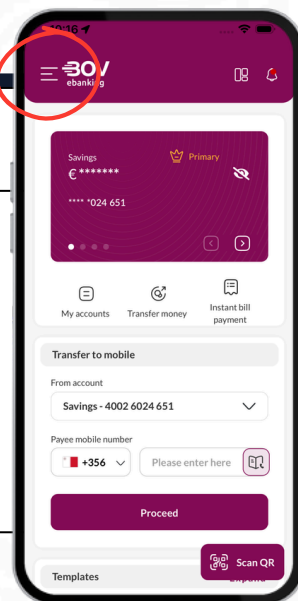 BOV
ebanking
Savings
Primary
€ *******
**** *024 651
My accounts
Transfer money
Instant bill
payment
Transfer to mobile
From account
Savings - 4002 6024 651
Payee mobile number
+356
Please enter here
Proceed
Scan QR
Templates